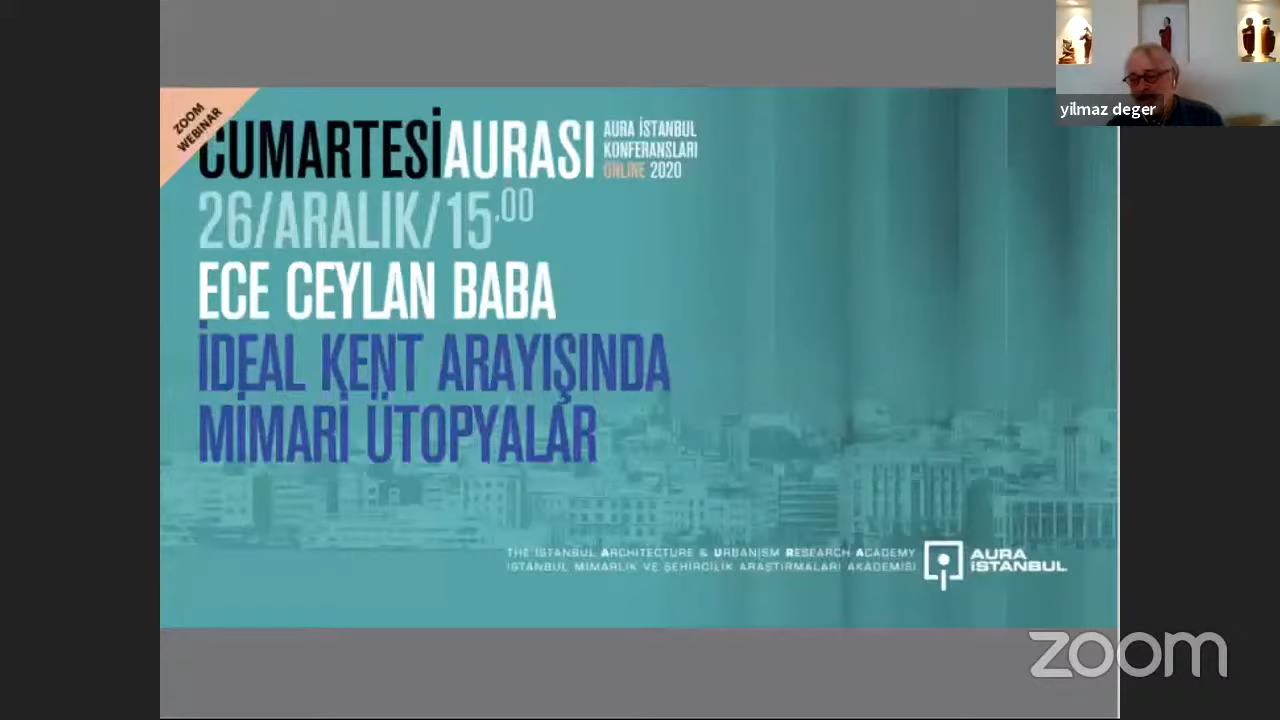 ZOOM
WEBINAR
CUMARTESİAURASI
AURA İSTANBUL
KONFERANSLARI
ONLINE 2020
26/ARALIK/15.00
ECE CEYLAN BABA
İDEAL KENT ARAYIŞINDA
MİMARİ ÜTOPYALAR
THE İSTANBUL ARCHITECTURE & URBANISM RESEARCH ACADEMY
İSTANBUL MİMARLIK VE ŞEHİRCİLİK ARAŞTIRMALARI AKADEMİSİ
AURA
İSTANBUL
yilmaz deger
zoom